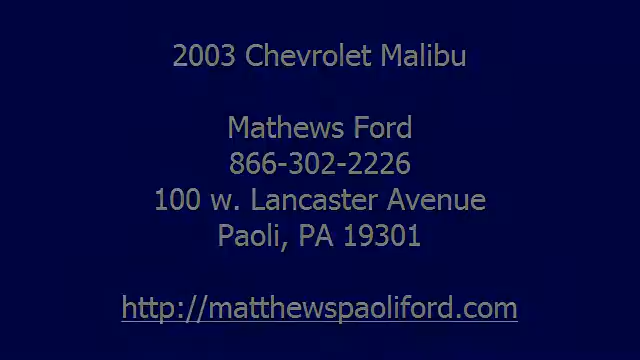 2003 Chevrolet Malibu
Mathews Ford
866-302-2226
100 w. Lancaster Avenue
Paoli, PA 19301
http://matthewspaoliford.com